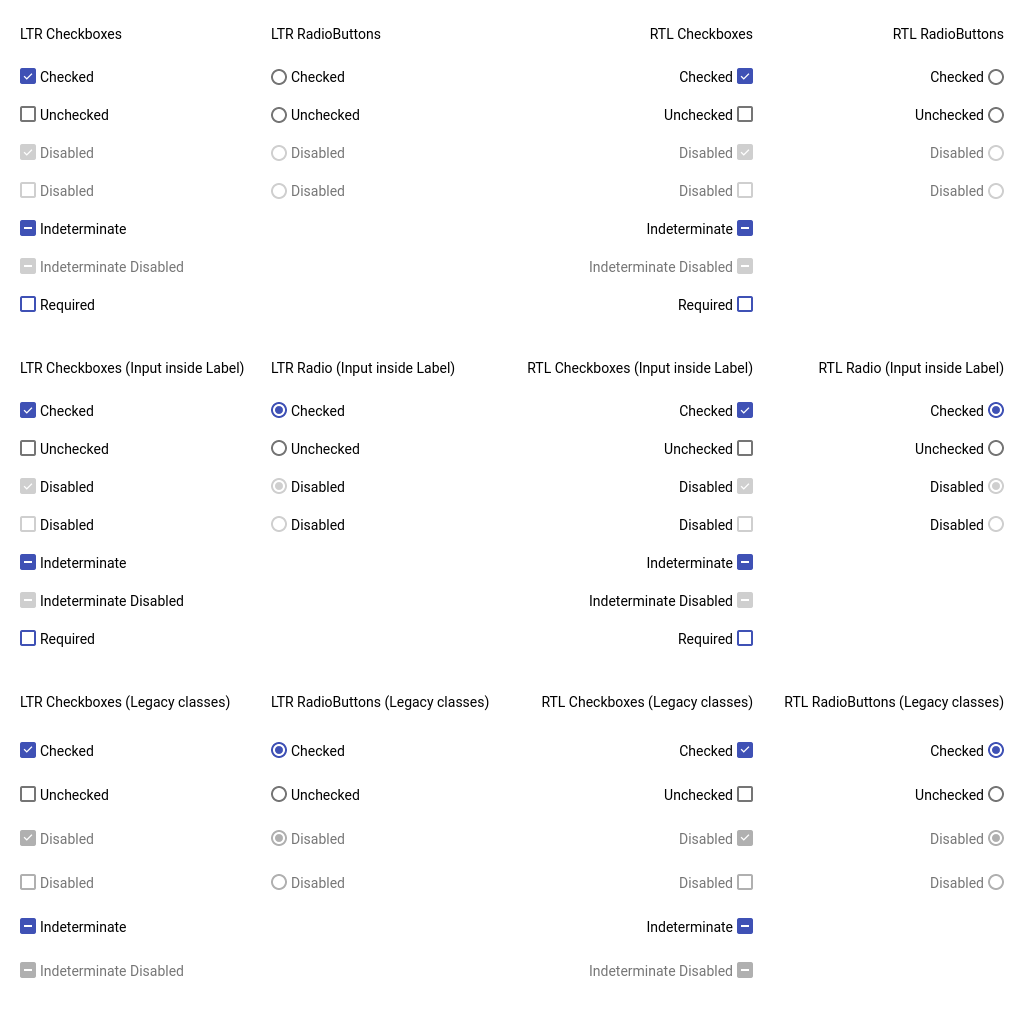 LTR Checkboxes
Checked
Unchecked
Disabled
Disabled
Indeterminate
Indeterminate Disabled
Required
LTR RadioButtons
Checked
Unchecked
Disabled
Disabled
RTL Checkboxes
Checked
Unchecked
Disabled
Disabled
Indeterminate
Indeterminate Disabled
Required
RTL RadioButtons
Checked
Unchecked
Disabled
Disabled
LTR Checkboxes (Input inside Label)
Checked
Unchecked
Disabled
Disabled
Indeterminate
Indeterminate Disabled
Required
LTR Radio (Input inside Label)
Checked
Unchecked
Disabled
Disabled
RTL Checkboxes (Input inside Label)
Checked
Unchecked
Disabled
Disabled
Indeterminate
Indeterminate Disabled
Required
RTL Radio (Input inside Label)
Checked
Unchecked
Disabled
Disabled
LTR Checkboxes (Legacy classes)
Checked
Unchecked
Disabled
Disabled
Indeterminate
Indeterminate Disabled
LTR RadioButtons (Legacy classes)
Checked
Unchecked
Disabled
Disabled
RTL Checkboxes (Legacy classes)
Checked
Unchecked
Disabled
Disabled
Indeterminate
Indeterminate Disabled
RTL RadioButtons (Legacy classes)
Checked
Unchecked
Disabled
Disabled